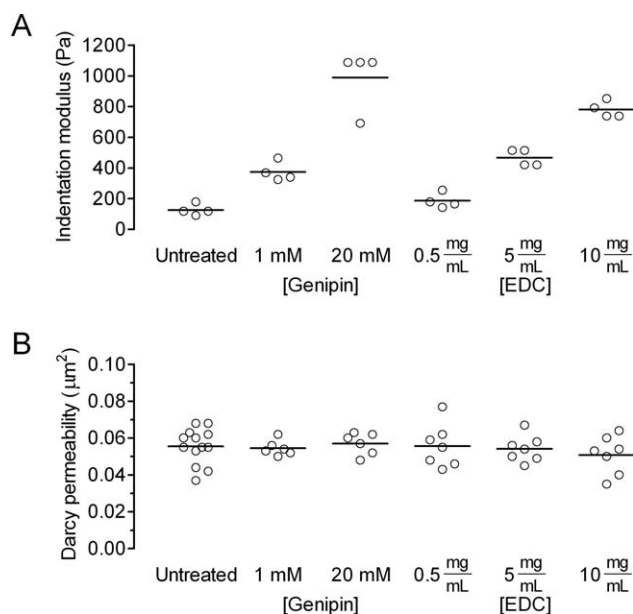 A
Indentation modulus (Pa)
1200
1000
800
600
400
200
0
Untreated 1 mM 20 mM 0.5 mg/mL 5 mg/mL 10 mg/mL
[Genipin] [EDC]
B
Darcy permeability (μm²)
0.10
0.08
0.06
0.04
0.02
0.00
Untreated 1 mM 20 mM 0.5 mg/mL 5 mg/mL 10 mg/mL
[Genipin] [EDC]